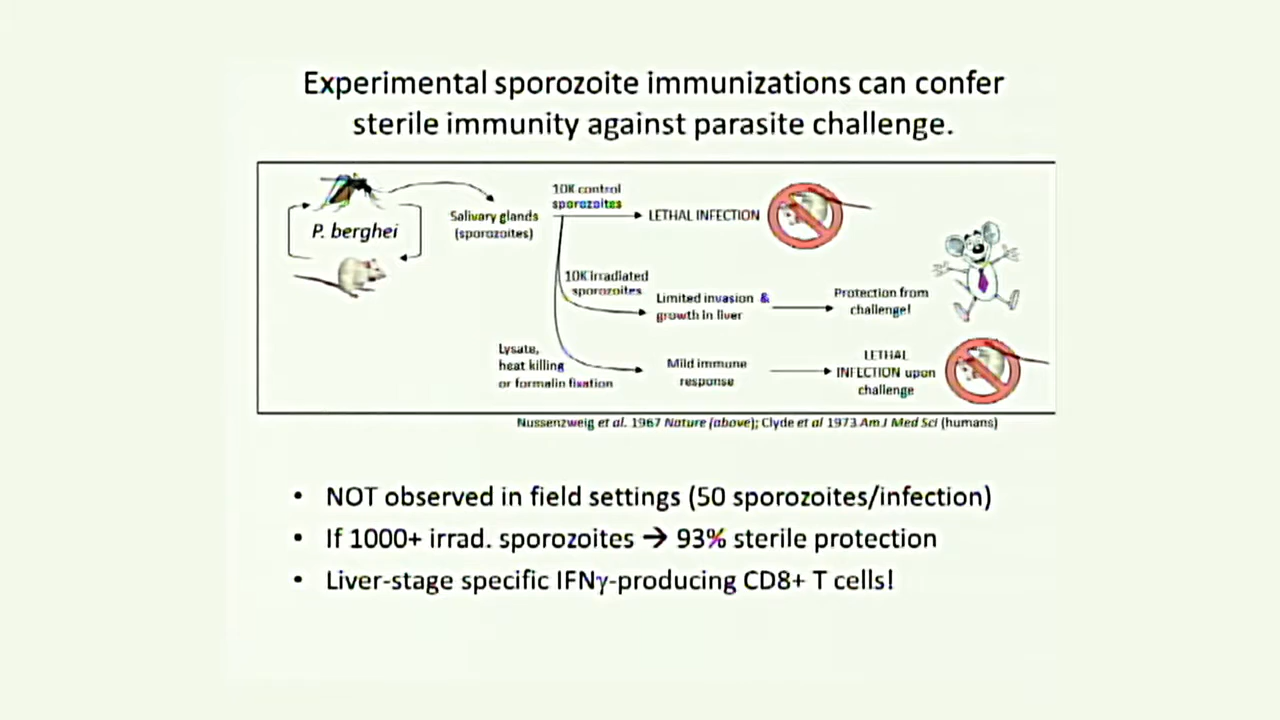 Experimental sporozoite immunizations can confer
sterile immunity against parasite challenge.
P. berghei
Salivary glands
(sporozoites)
10K control
sporozoites
LETHAL INFECTION
10K irradiated
sporozoites
Limited invasion &
growth in liver
Protection from
challenge!
Lysate,
heat killing
or formalin fixation
Mild immune
response
LETHAL
INFECTION upon
challenge
Nussenzweig et al. 1967 Nature (above); Clyde et al 1973 Am J Med Sci (humans)
• NOT observed in field settings (50 sporozoites/infection)
• If 1000+ irrad. sporozoites → 93% sterile protection
• Liver-stage specific IFNγ-producing CD8+ T cells!